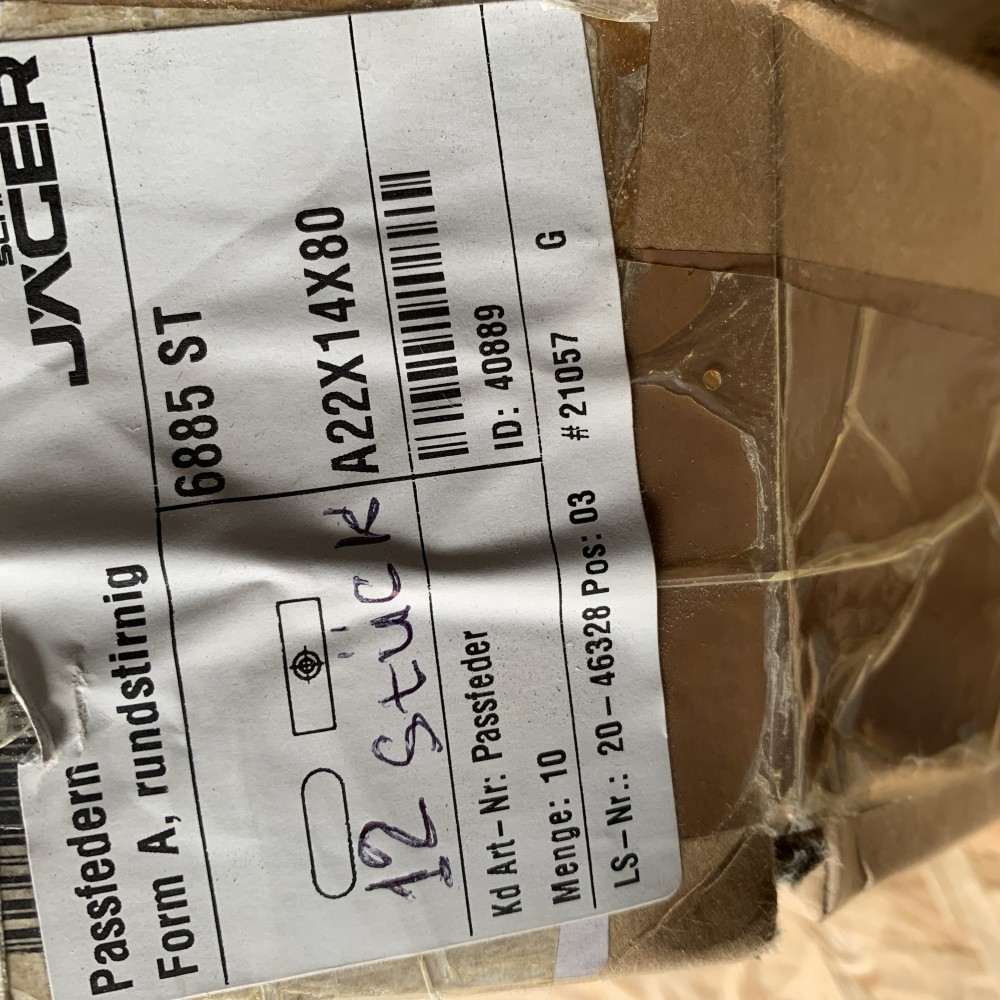 JÄGER
Passfedern
Form A, rundstirnig
6885 ST
A22X14X80
12 Stück
Kd Art-Nr: Passfeder
ID: 40889
Menge: 10
LS-Nr.: 20-46328 Pos: 03 #21057 G